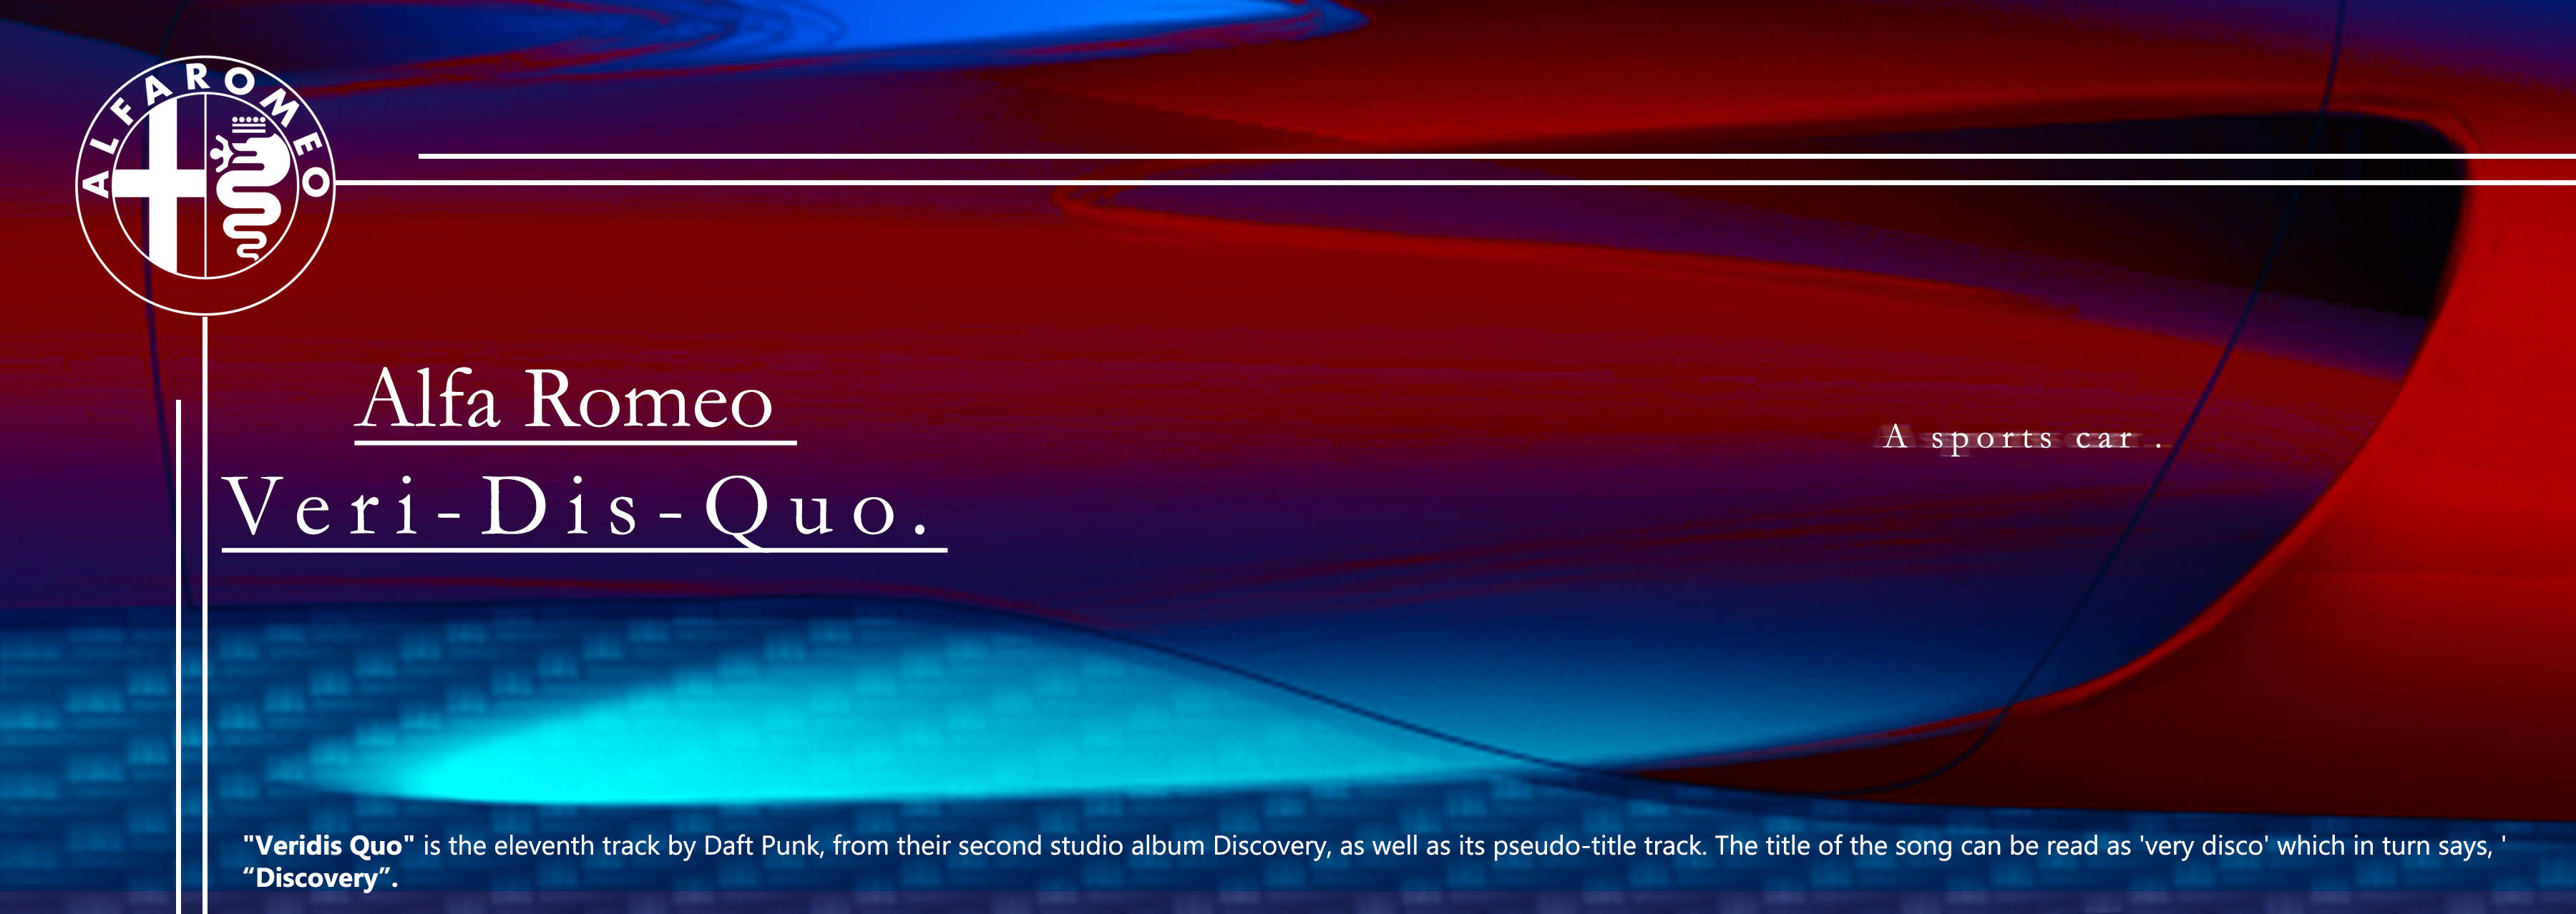 ALFA ROMEO
Alfa Romeo
Veri-Dis-Quo.
A sports car .
"Veridis Quo" is the eleventh track by Daft Punk, from their second studio album Discovery, as well as its pseudo-title track. The title of the song can be read as 'very disco' which in turn says, '
“Discovery”.